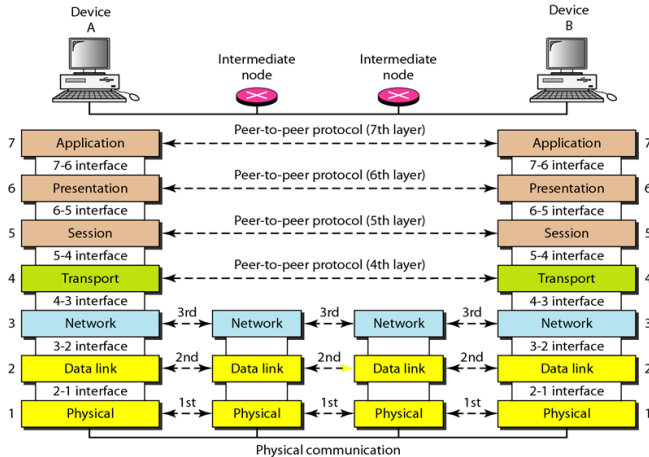 Device
A
Device
B
Intermediate
node
Intermediate
node
7 Application Peer-to-peer protocol (7th layer) Application 7
7-6 interface 7-6 interface
6 Presentation Peer-to-peer protocol (6th layer) Presentation 6
6-5 interface 6-5 interface
5 Session Peer-to-peer protocol (5th layer) Session 5
5-4 interface 5-4 interface
4 Transport Peer-to-peer protocol (4th layer) Transport 4
4-3 interface 4-3 interface
3 Network 3rd Network 3rd Network 3rd Network 3
3-2 interface 3-2 interface
2 Data link 2nd Data link 2nd Data link 2nd Data link 2
2-1 interface 2-1 interface
1 Physical 1st Physical 1st Physical 1st Physical 1
Physical communication